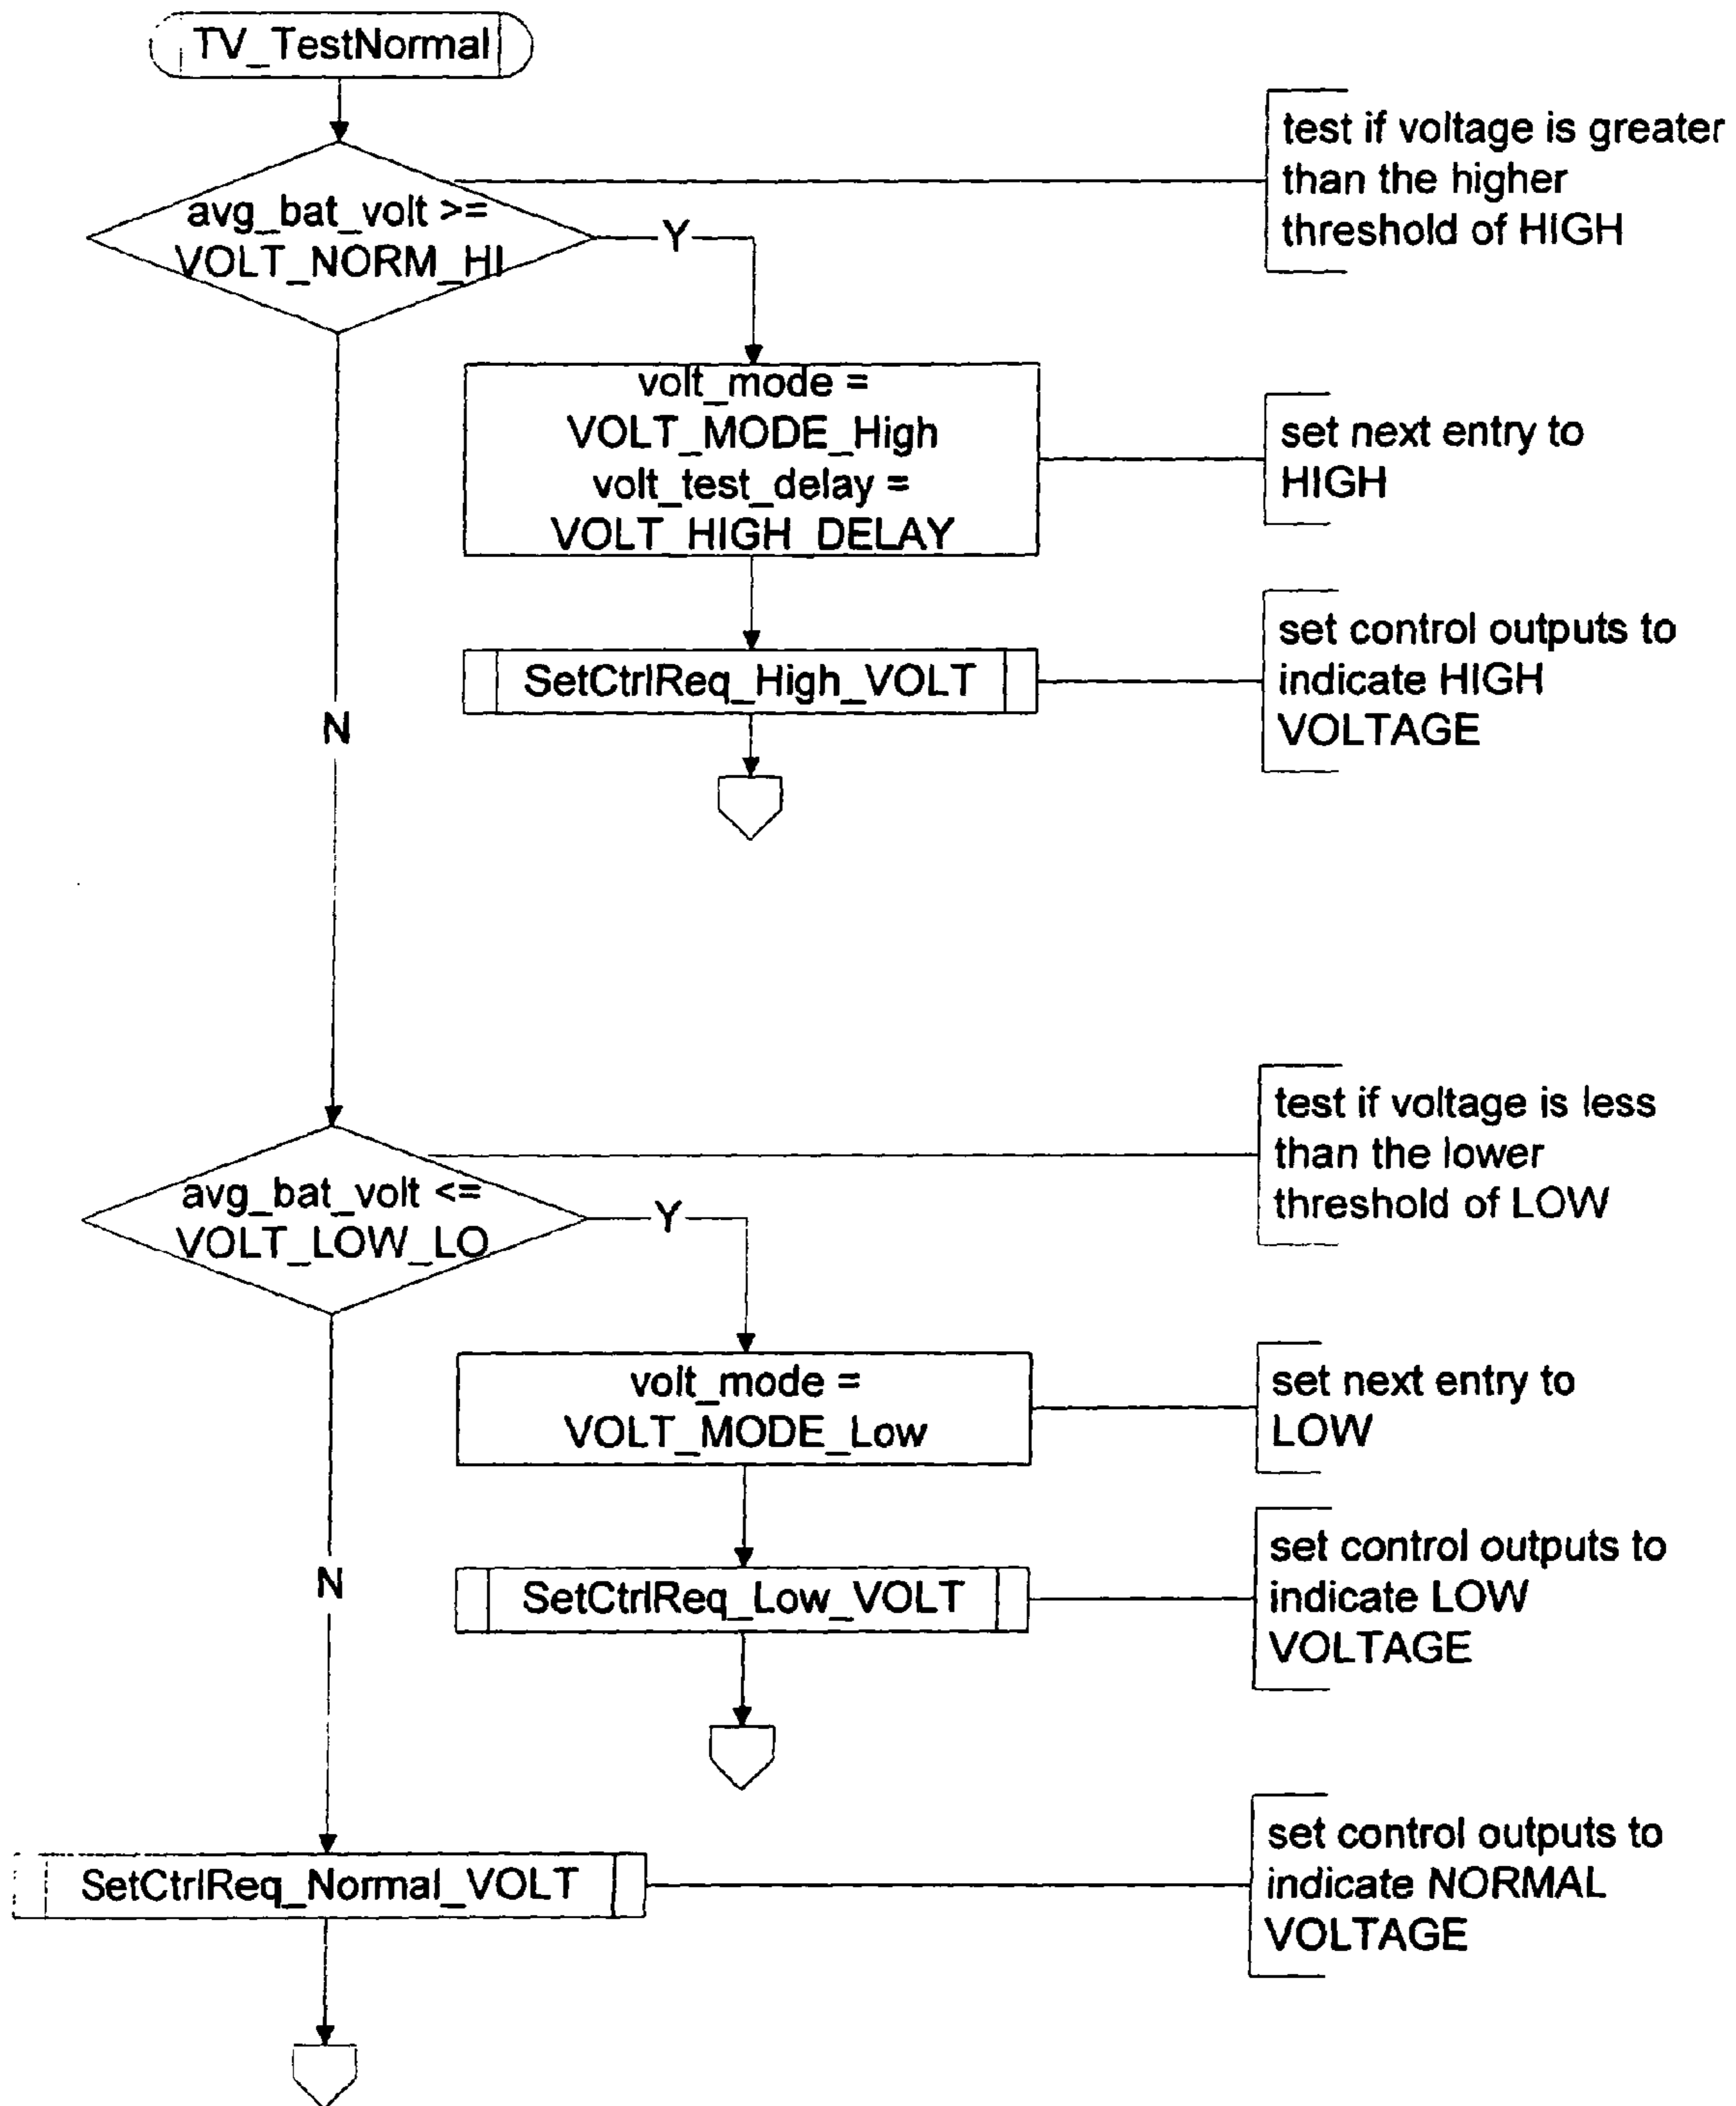 TV_TestNormal
test if voltage is greater
than the higher
threshold of HIGH
avg_bat_volt >=
VOLT_NORM_HI
Y
volt_mode =
VOLT_MODE_High
volt_test_delay =
VOLT_HIGH_DELAY
set next entry to
HIGH
SetCtrlReq_High_VOLT
set control outputs to
indicate HIGH
VOLTAGE
N
test if voltage is less
than the lower
threshold of LOW
avg_bat_volt <=
VOLT_LOW_LO
Y
volt_mode =
VOLT_MODE_Low
set next entry to
LOW
N
SetCtrlReq_Low_VOLT
set control outputs to
indicate LOW
VOLTAGE
SetCtrlReq_Normal_VOLT
set control outputs to
indicate NORMAL
VOLTAGE